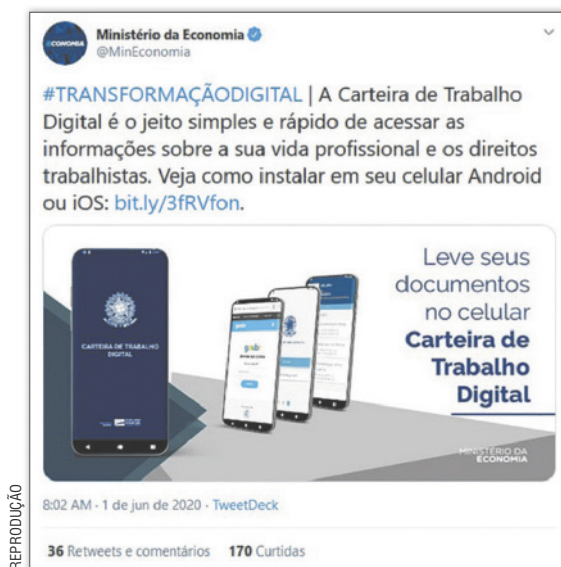 ECONOMIA
Ministério da Economia
@MinEconomia
#TRANSFORMAÇÃODIGITAL | A Carteira de Trabalho
Digital é o jeito simples e rápido de acessar as
informações sobre a sua vida profissional e os direitos
trabalhistas. Veja como instalar em seu celular Android
ou iOS: bit.ly/3fRVfon.
CARTEIRA DE TRABALHO
DIGITAL
govbr
Leve seus
documentos
no celular
Carteira de
Trabalho
Digital
MINISTÉRIO DA
ECONOMIA
8:02 AM · 1 de jun de 2020 · TweetDeck
36 Retweets e comentários 170 Curtidas
REPRODUÇÃO